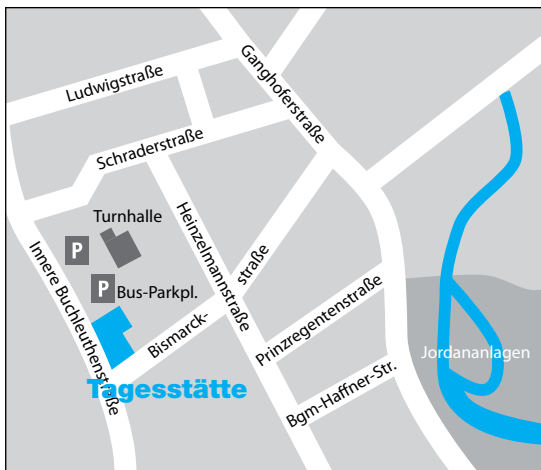 Ludwigstraße
Ganghoferstraße
Schraderstraße
Turnhalle
P
P
Bus-Parkpl.
Heinzelmannstraße
Innere Buchleuthenstraße
Bismarck-
straße
Prinzregentenstraße
Jordananlagen
Tagesstätte
Bgm-Haffner-Str.